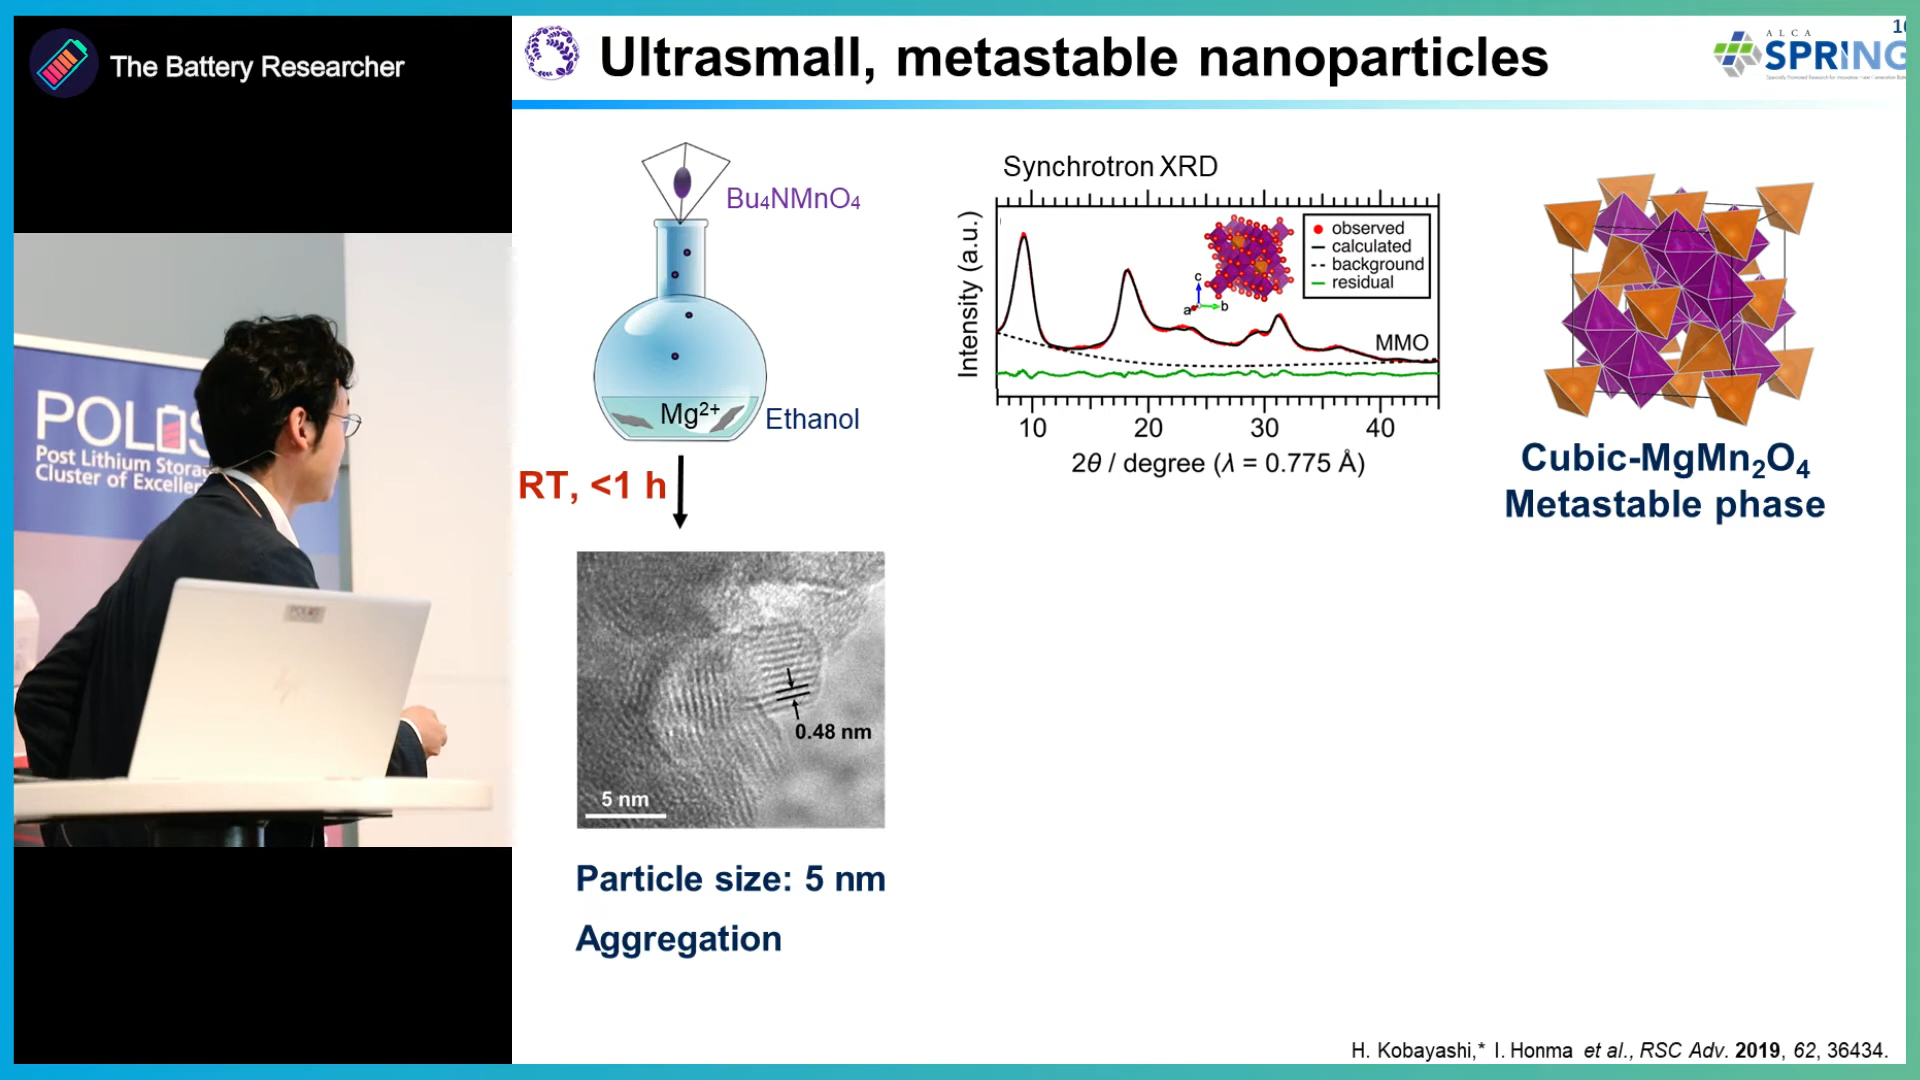 The Battery Researcher
Ultrasmall, metastable nanoparticles
ALCA
SPRING
Bu₄NMnO₄
Mg²⁺
Ethanol
RT, <1 h
0.48 nm
5 nm
Particle size: 5 nm
Aggregation
Synchrotron XRD
Intensity (a.u.)
observed
calculated
background
residual
c
a
b
MMO
10 20 30 40
2θ / degree (λ = 0.775 Å)
Cubic-MgMn₂O₄
Metastable phase
POLiS
Post Lithium Storag
Cluster of Excellen
POLiS
H. Kobayashi,* I. Honma et al., RSC Adv. 2019, 62, 36434.